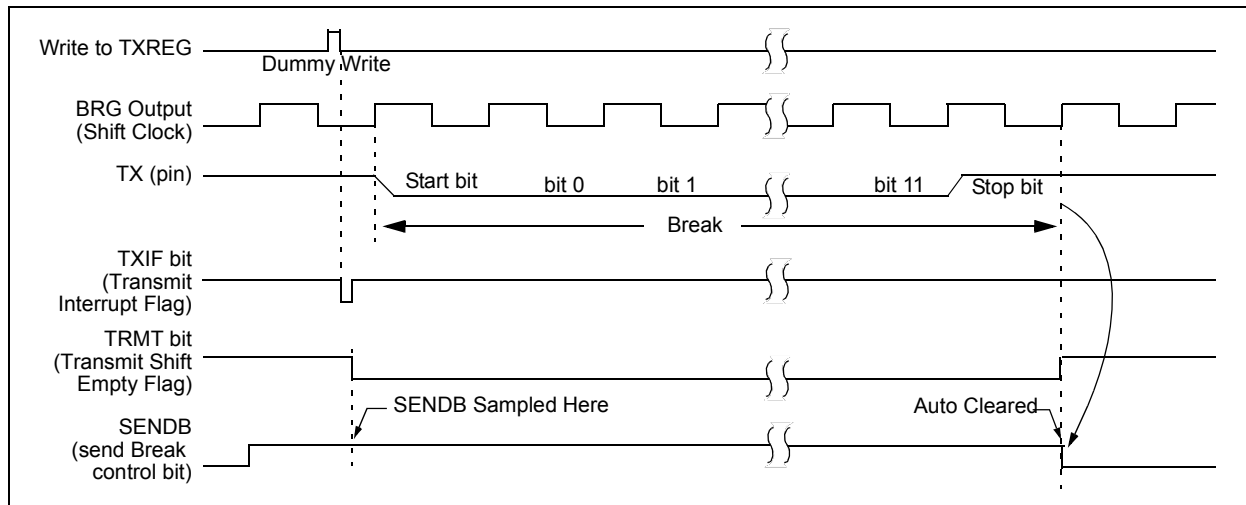 Write to TXREG
Dummy Write
BRG Output
(Shift Clock)
TX (pin)
Start bit
bit 0
bit 1
bit 11
Stop bit
Break
TXIF bit
(Transmit
Interrupt Flag)
TRMT bit
(Transmit Shift
Empty Flag)
SENDB Sampled Here
Auto Cleared
SENDB
(send Break
control bit)